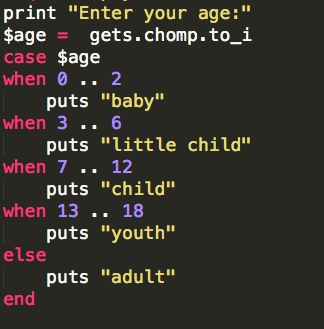 print "Enter your age:"
$age =  gets.chomp.to_i
case $age
when 0 .. 2
    puts "baby"
when 3 .. 6
    puts "little child"
when 7 .. 12
    puts "child"
when 13 .. 18
    puts "youth"
else
    puts "adult"
end